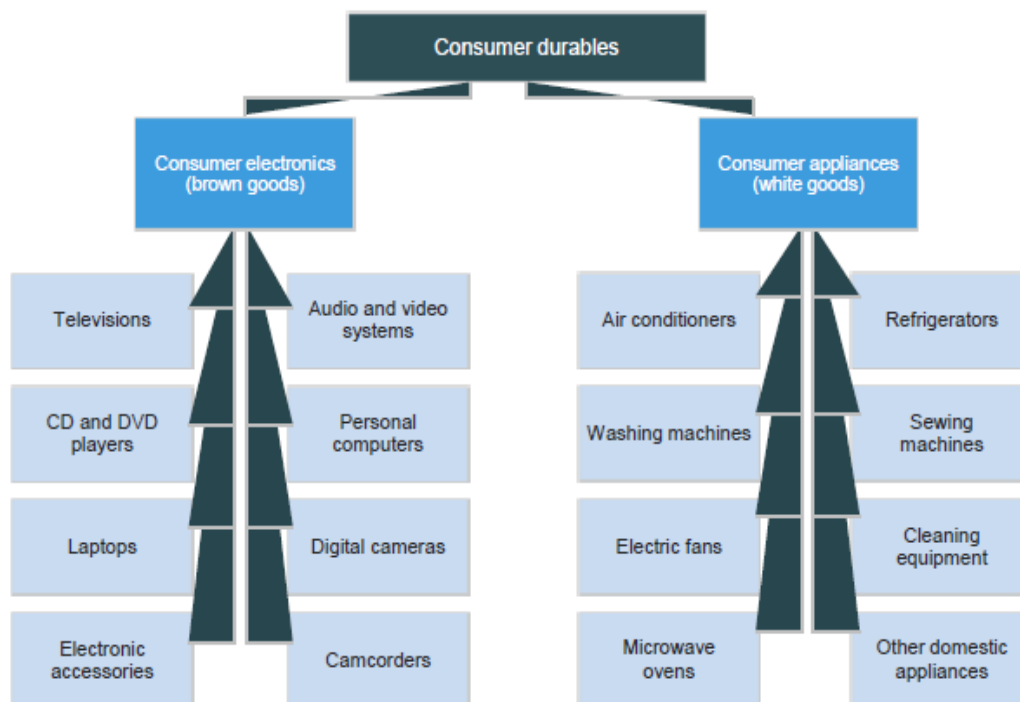 Consumer durables
Consumer electronics
(brown goods)
Consumer appliances
(white goods)
Televisions
Audio and video
systems
Air conditioners
Refrigerators
CD and DVD
players
Personal
computers
Washing machines
Sewing
machines
Laptops
Digital cameras
Electric fans
Cleaning
equipment
Electronic
accessories
Camcorders
Microwave
ovens
Other domestic
appliances